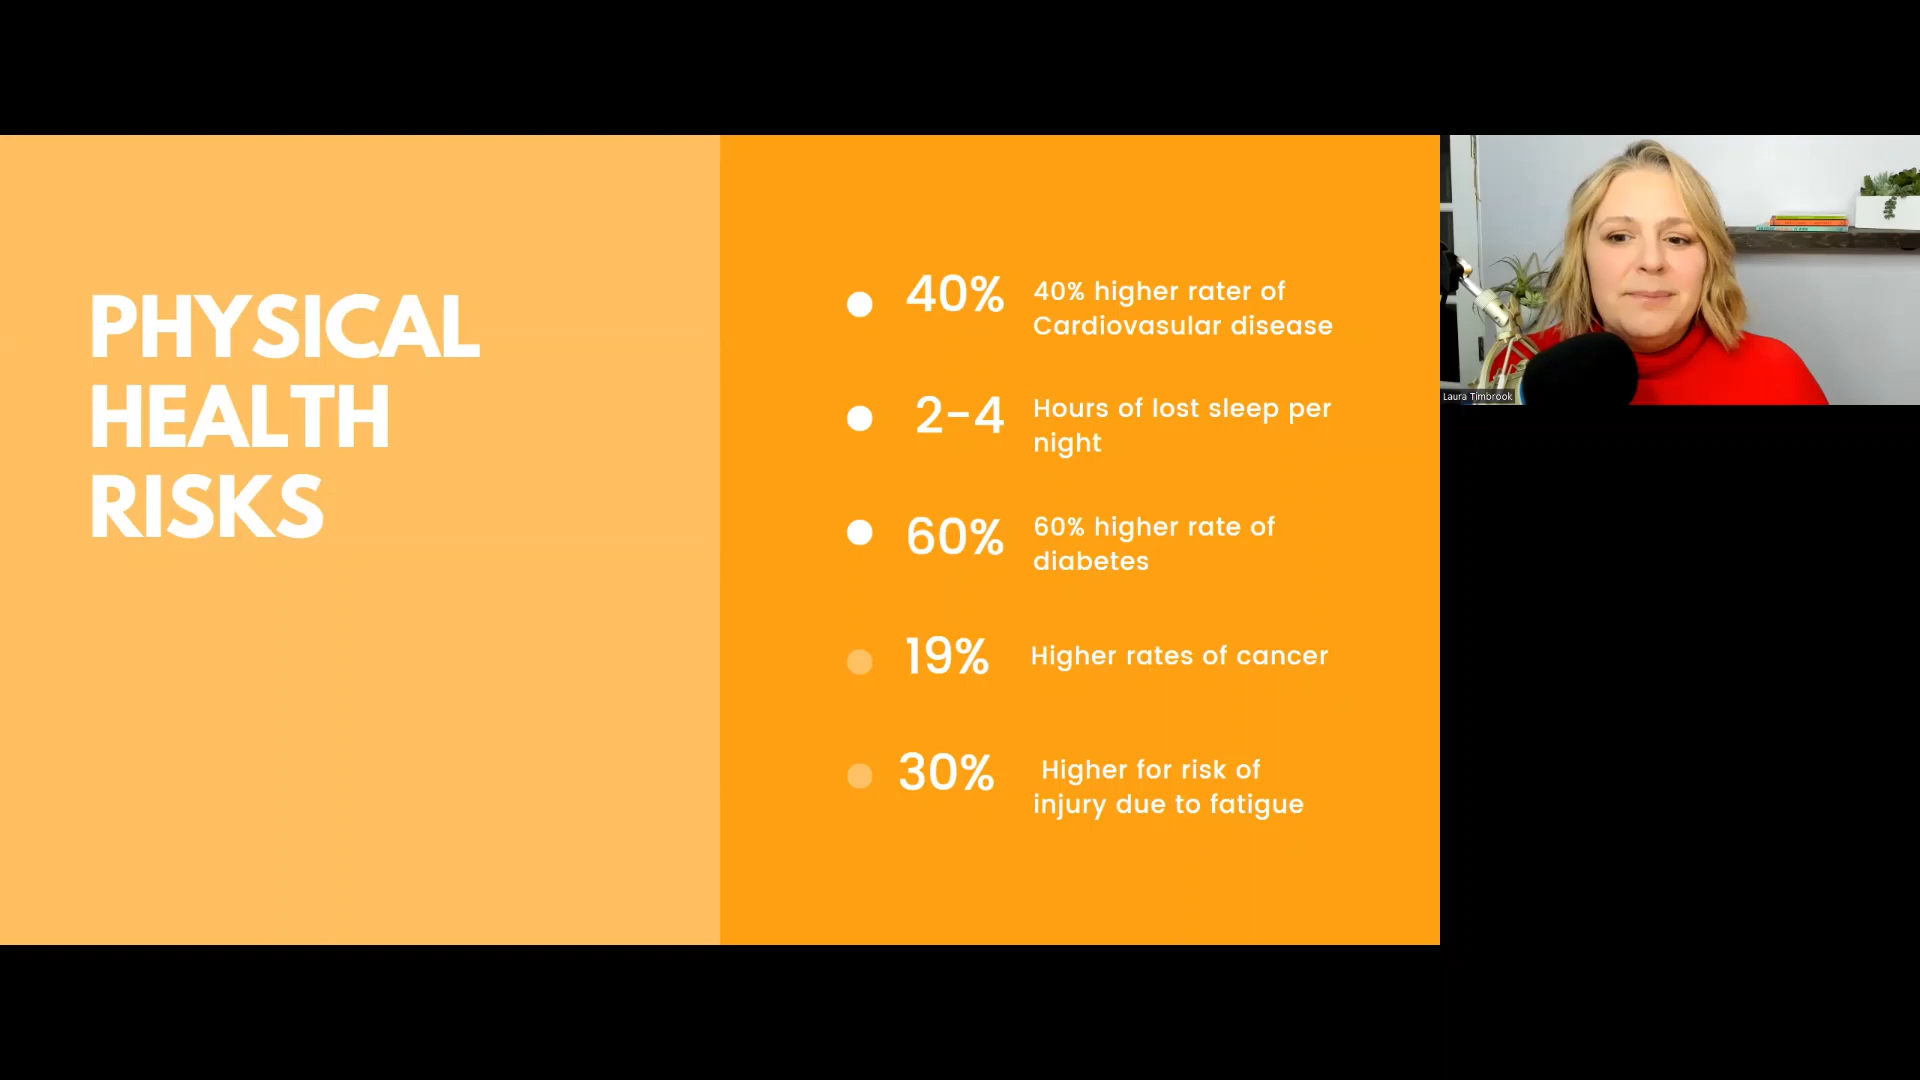 PHYSICAL
HEALTH
RISKS
40%
40% higher rater of
Cardiovasular disease
2-4
Hours of lost sleep per
night
60%
60% higher rate of
diabetes
19%
Higher rates of cancer
30%
Higher for risk of
injury due to fatigue
Laura Timbrook